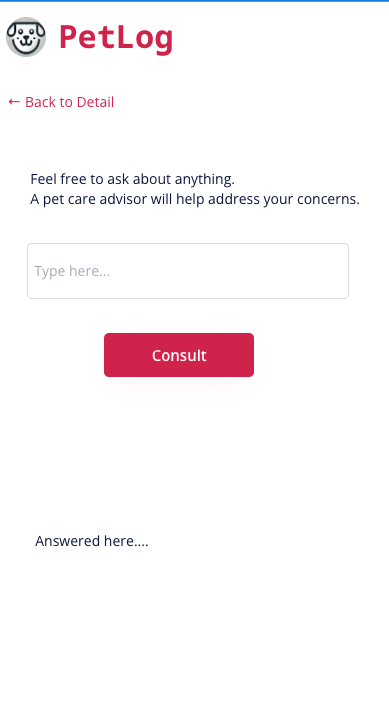 PetLog
← Back to Detail
Feel free to ask about anything.
A pet care advisor will help address your concerns.
Type here...
Consult
Answered here....